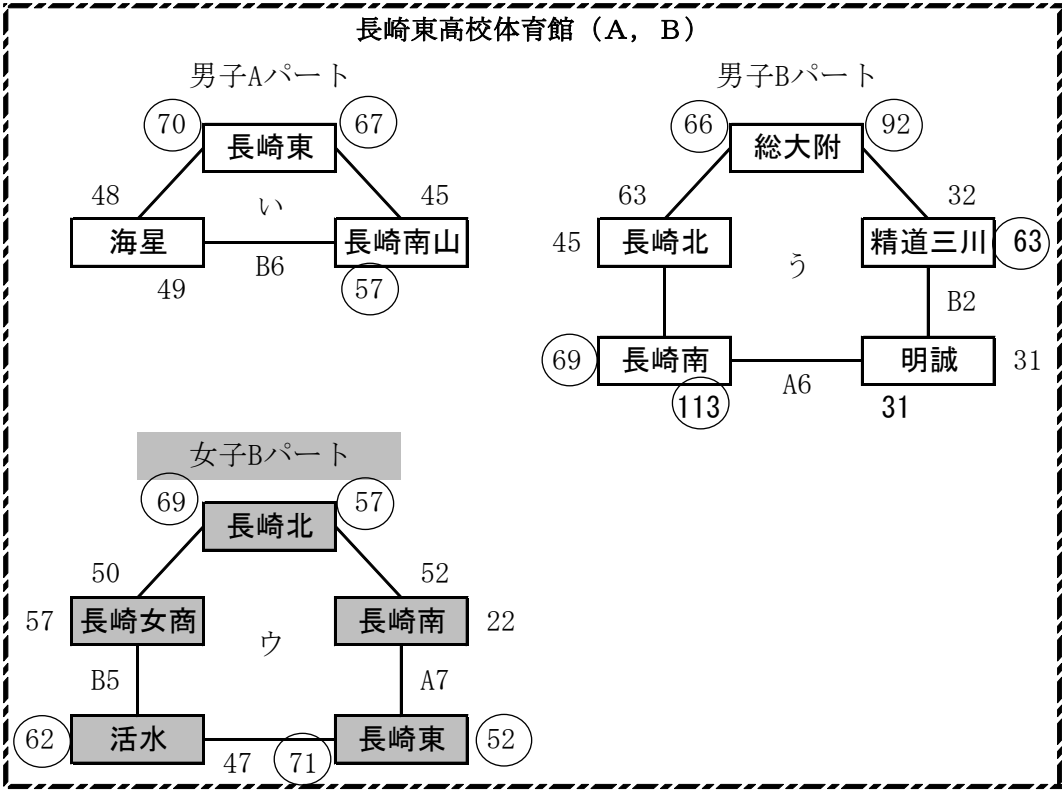 長崎東高校体育館（A, B）
男子Aパート
70
67
長崎東
48
い
45
海星
長崎南山
B6
49
57
男子Bパート
66
92
総大附
63
32
45
長崎北
う
精道三川
63
B2
69
長崎南
A6
明誠
31
113
31
女子Bパート
69
57
長崎北
50
52
57
長崎女商
ウ
長崎南
22
B5
A7
62
活水
47
71
長崎東
52